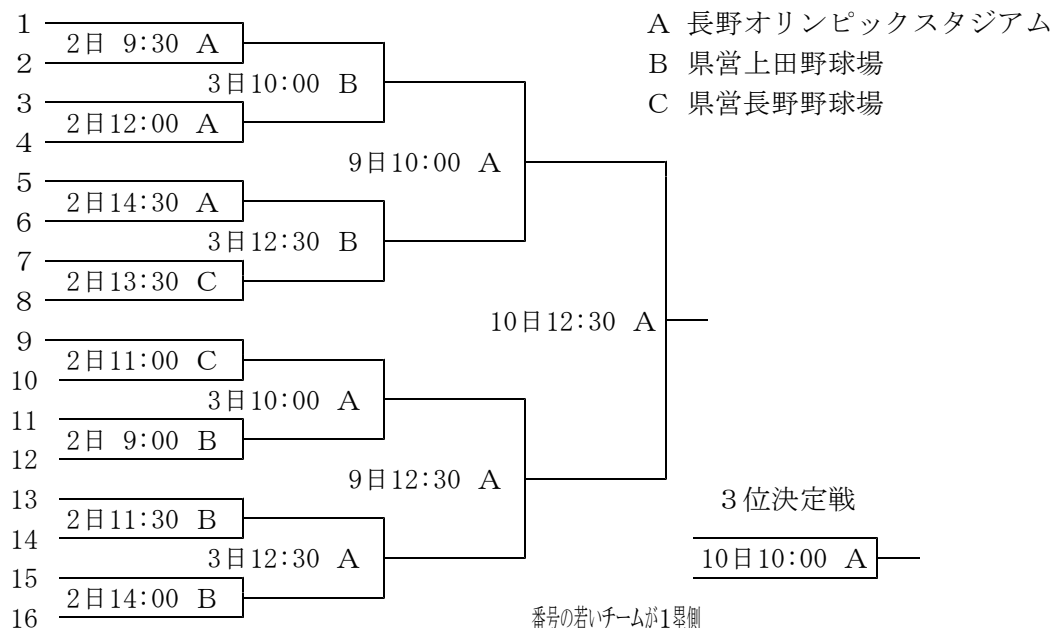 1
2日 9:30 A
2
3日10:00 B
3
2日12:00 A
4
9日10:00 A
5
2日14:30 A
6
3日12:30 B
7
2日13:30 C
8
10日12:30 A
9
2日11:00 C
10
3日10:00 A
11
2日 9:00 B
12
9日12:30 A
13
2日11:30 B
14
3日12:30 A
15
2日14:00 B
16
A 長野オリンピックスタジアム
B 県営上田野球場
C 県営長野野球場
3位決定戦
10日10:00 A
番号の若いチームが1塁側